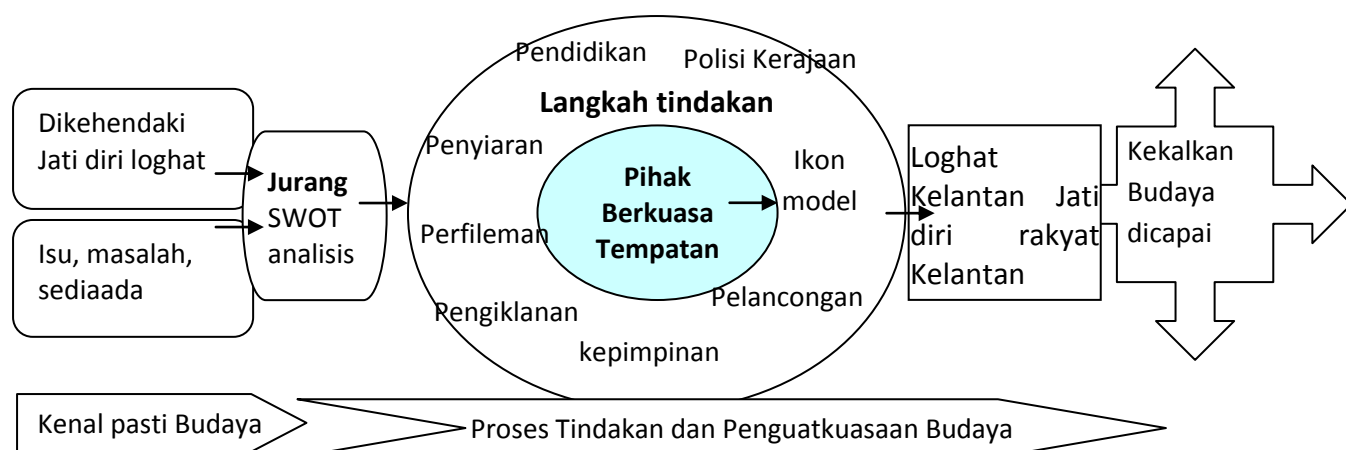 Dikehendaki
Jati diri loghat
Isu, masalah,
sediaada
Jurang
SWOT
analisis
Pendidikan
Polisi Kerajaan
Langkah tindakan
Penyiaran
Perfileman
Pengiklanan
kepimpinan
Pelancongan
Ikon
model
Pihak
Berkuasa
Tempatan
Loghat
Kelantan Jati
diri rakyat
Kelantan
Kekalkan
Budaya
dicapai
Kenal pasti Budaya
Proses Tindakan dan Penguatkuasaan Budaya